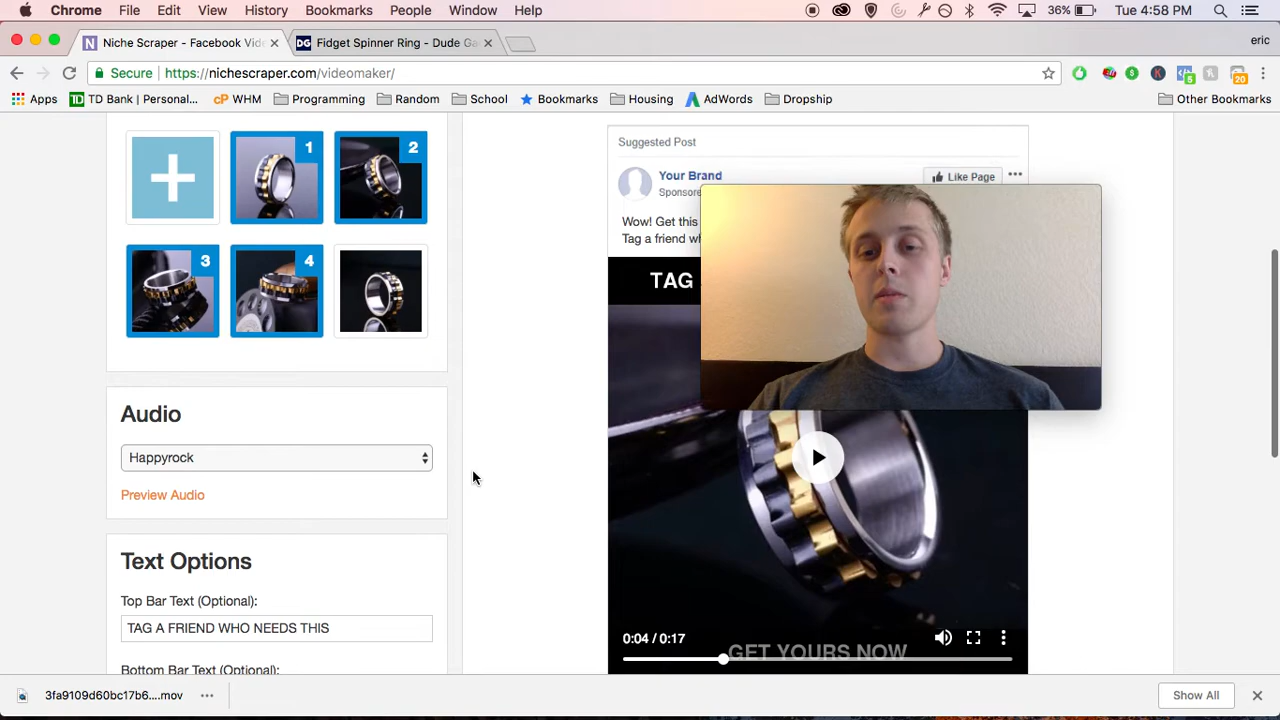 Chrome File Edit View History Bookmarks People Window Help 36% Tue 4:58 PM
Niche Scraper - Facebook Vid
Fidget Spinner Ring - Dude Ga
eric
Secure https://nichescraper.com/videomaker/
5 20
Apps TD Bank | Personal... WHM Programming Random School Bookmarks Housing AdWords Dropship Other Bookmarks
1
2
3
4
Audio
Happyrock
Preview Audio
Text Options
Top Bar Text (Optional):
TAG A FRIEND WHO NEEDS THIS
Bottom Bar Text (Optional):
Suggested Post
Your Brand
Like Page
Sponsore
Wow! Get this
Tag a friend wh
TAG
0:04 / 0:17
GET YOURS NOW
3fa9109d60bc17b6....mov
Show All